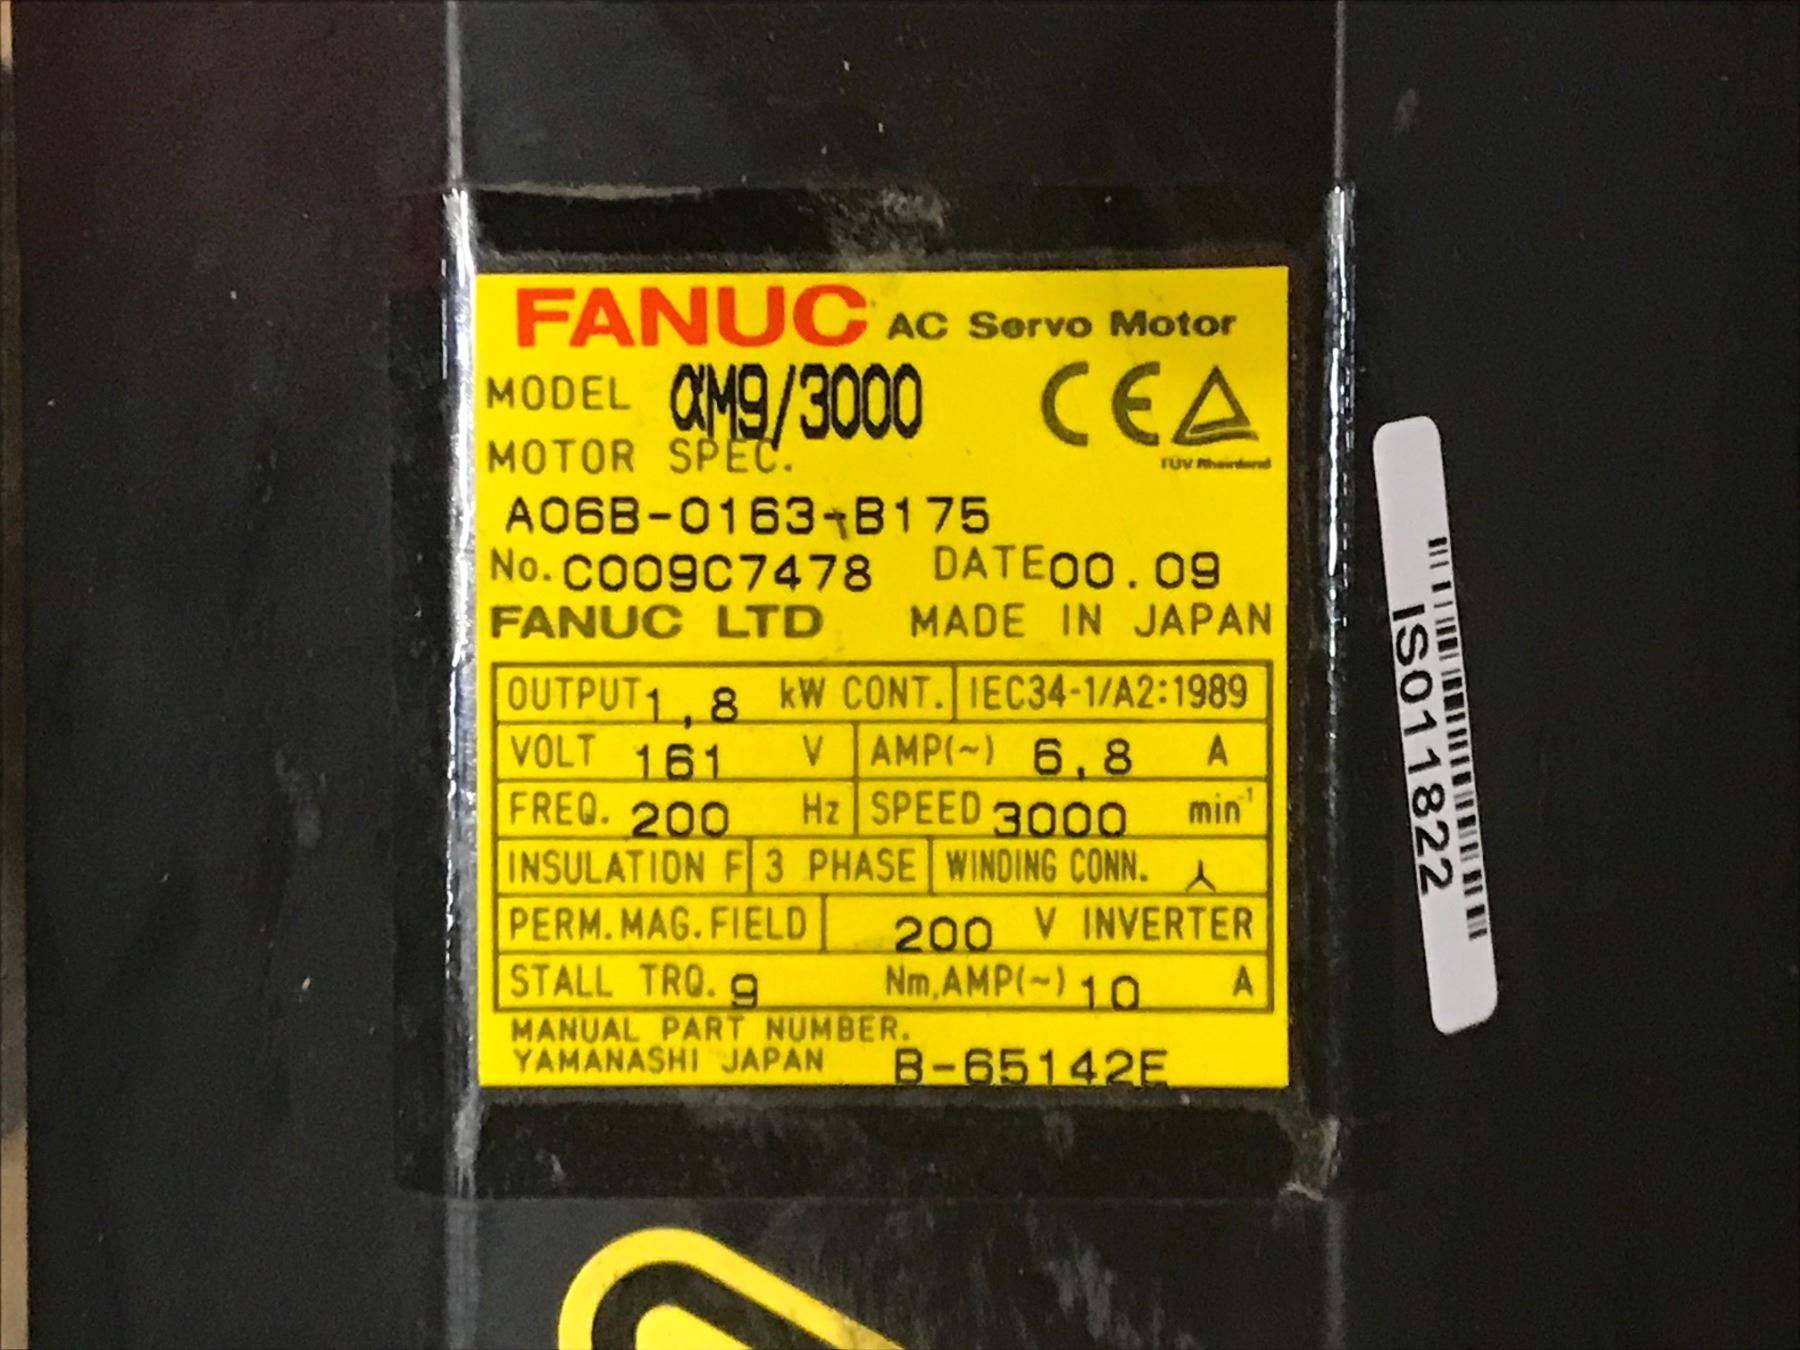 FANUC AC Servo Motor
MODEL αM9/3000 CE
MOTOR SPEC.
TÜV Rheinland
A06B-0163-B175
No. C009C7478 DATE 00.09
FANUC LTD MADE IN JAPAN
OUTPUT 1,8 kW CONT. IEC34-1/A2:1989
VOLT 161 V AMP(~) 6,8 A
FREQ. 200 Hz SPEED 3000 min⁻¹
INSULATION F 3 PHASE WINDING CONN.
PERM.MAG.FIELD 200 V INVERTER
STALL TRQ. 9 Nm,AMP(~) 10 A
MANUAL PART NUMBER.
YAMANASHI JAPAN B-65142E
IS011822